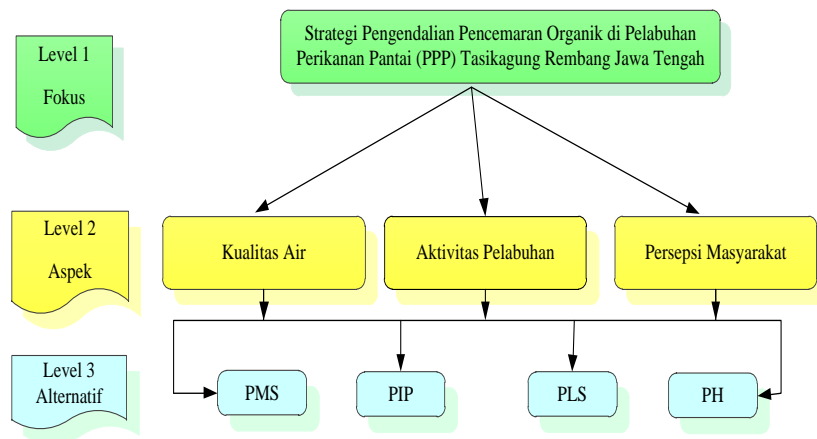 Level 1
Fokus
Strategi Pengendalian Pencemaran Organik di Pelabuhan
Perikanan Pantai (PPP) Tasikagung Rembang Jawa Tengah
Level 2
Aspek
Kualitas Air
Aktivitas Pelabuhan
Persepsi Masyarakat
Level 3
Alternatif
PMS
PIP
PLS
PH